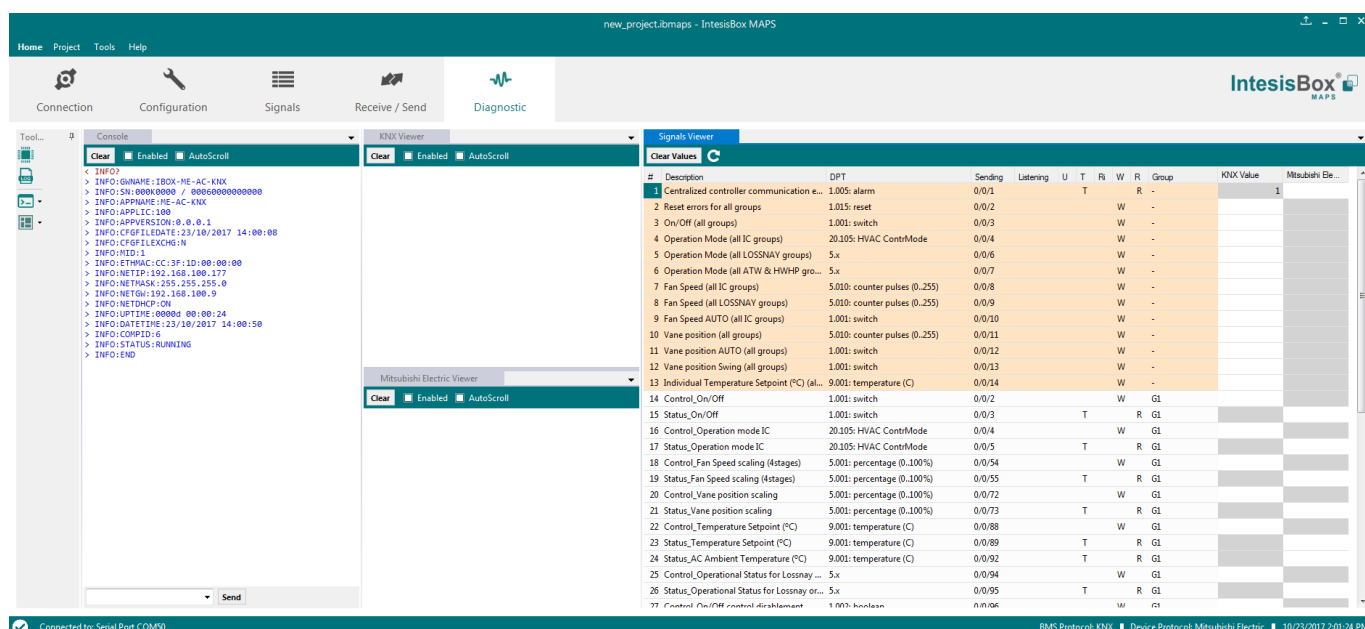 new_project.ibmaps - IntesisBox MAPS
Home Project Tools Help
Connection Configuration Signals Receive / Send Diagnostic
IntesisBox®
MAPS
Tool...
Console
Clear Enabled AutoScroll
< INFO?
> INFO:GWNAME:IBOX-ME-AC-KNX
> INFO:SN:000K0000 / 00060000000000
> INFO:APPNAME:ME-AC-KNX
> INFO:APPLIC:100
> INFO:APPVERSION:0.0.0.1
> INFO:CFGFILEDATE:23/10/2017 14:00:08
> INFO:CFGFILEXCHG:N
> INFO:MID:1
> INFO:ETHMAC:CC:3F:1D:00:00:00
> INFO:NETIP:192.168.100.177
> INFO:NETMASK:255.255.255.0
> INFO:NETGW:192.168.100.9
> INFO:NETDHCP:ON
> INFO:UPTIME:0000d 00:00:24
> INFO:DATETIME:23/10/2017 14:00:50
> INFO:COMPID:6
> INFO:STATUS:RUNNING
> INFO:END
Send
KNX Viewer
Clear Enabled AutoScroll
Mitsubishi Electric Viewer
Clear Enabled AutoScroll
Signals Viewer
Clear Values
# Description DPT Sending Listening U T Ri W R Group KNX Value Mitsubishi Ele...
1 Centralized controller communication e... 1.005: alarm 0/0/1 T R - 1
2 Reset errors for all groups 1.015: reset 0/0/2 W -
3 On/Off (all groups) 1.001: switch 0/0/3 W -
4 Operation Mode (all IC groups) 20.105: HVAC ContrMode 0/0/4 W -
5 Operation Mode (all LOSSNAY groups) 5.x 0/0/6 W -
6 Operation Mode (all ATW & HWHP gro... 5.x 0/0/7 W -
7 Fan Speed (all IC groups) 5.010: counter pulses (0..255) 0/0/8 W -
8 Fan Speed (all LOSSNAY groups) 5.010: counter pulses (0..255) 0/0/9 W -
9 Fan Speed AUTO (all IC groups) 1.001: switch 0/0/10 W -
10 Vane position (all groups) 5.010: counter pulses (0..255) 0/0/11 W -
11 Vane position AUTO (all groups) 1.001: switch 0/0/12 W -
12 Vane position Swing (all groups) 1.001: switch 0/0/13 W -
13 Individual Temperature Setpoint (ºC) (al... 9.001: temperature (C) 0/0/14 W -
14 Control_On/Off 1.001: switch 0/0/2 W G1
15 Status_On/Off 1.001: switch 0/0/3 T R G1
16 Control_Operation mode IC 20.105: HVAC ContrMode 0/0/4 W G1
17 Status_Operation mode IC 20.105: HVAC ContrMode 0/0/5 T R G1
18 Control_Fan Speed scaling (4stages) 5.001: percentage (0..100%) 0/0/54 W G1
19 Status_Fan Speed scaling (4stages) 5.001: percentage (0..100%) 0/0/55 T R G1
20 Control_Vane position scaling 5.001: percentage (0..100%) 0/0/72 W G1
21 Status_Vane position scaling 5.001: percentage (0..100%) 0/0/73 T R G1
22 Control_Temperature Setpoint (ºC) 9.001: temperature (C) 0/0/88 W G1
23 Status_Temperature Setpoint (ºC) 9.001: temperature (C) 0/0/89 T R G1
24 Status_AC Ambient Temperature (ºC) 9.001: temperature (C) 0/0/92 T R G1
25 Control_Operational Status for Lossnay ... 5.x 0/0/94 W G1
26 Status_Operational Status for Lossnay or... 5.x 0/0/95 T R G1
27 Control_On/Off control disablement 1.002: boolean 0/0/96 W G1
Connected to: Serial Port COM50
BMS Protocol: KNX Device Protocol: Mitsubishi Electric 10/23/2017 2:01:24 PM